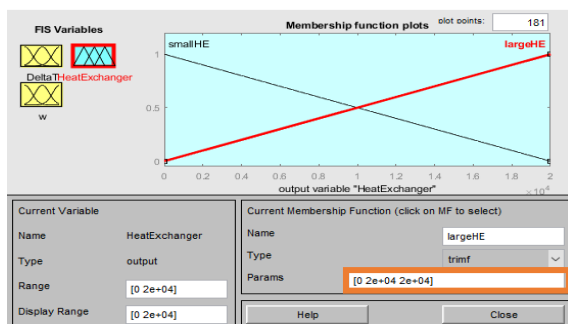 FIS Variables
Membership function plots
plot points:
181
DeltaT
HeatExchanger
w
smallHE
largeHE
1
0.5
0
0 0.2 0.4 0.6 0.8 1 1.2 1.4 1.6 1.8 2
×10⁴
output variable "HeatExchanger"
Current Variable
Name HeatExchanger
Type output
Range [0 2e+04]
Display Range [0 2e+04]
Current Membership Function (click on MF to select)
Name largeHE
Type trimf
Params [0 2e+04 2e+04]
Help Close